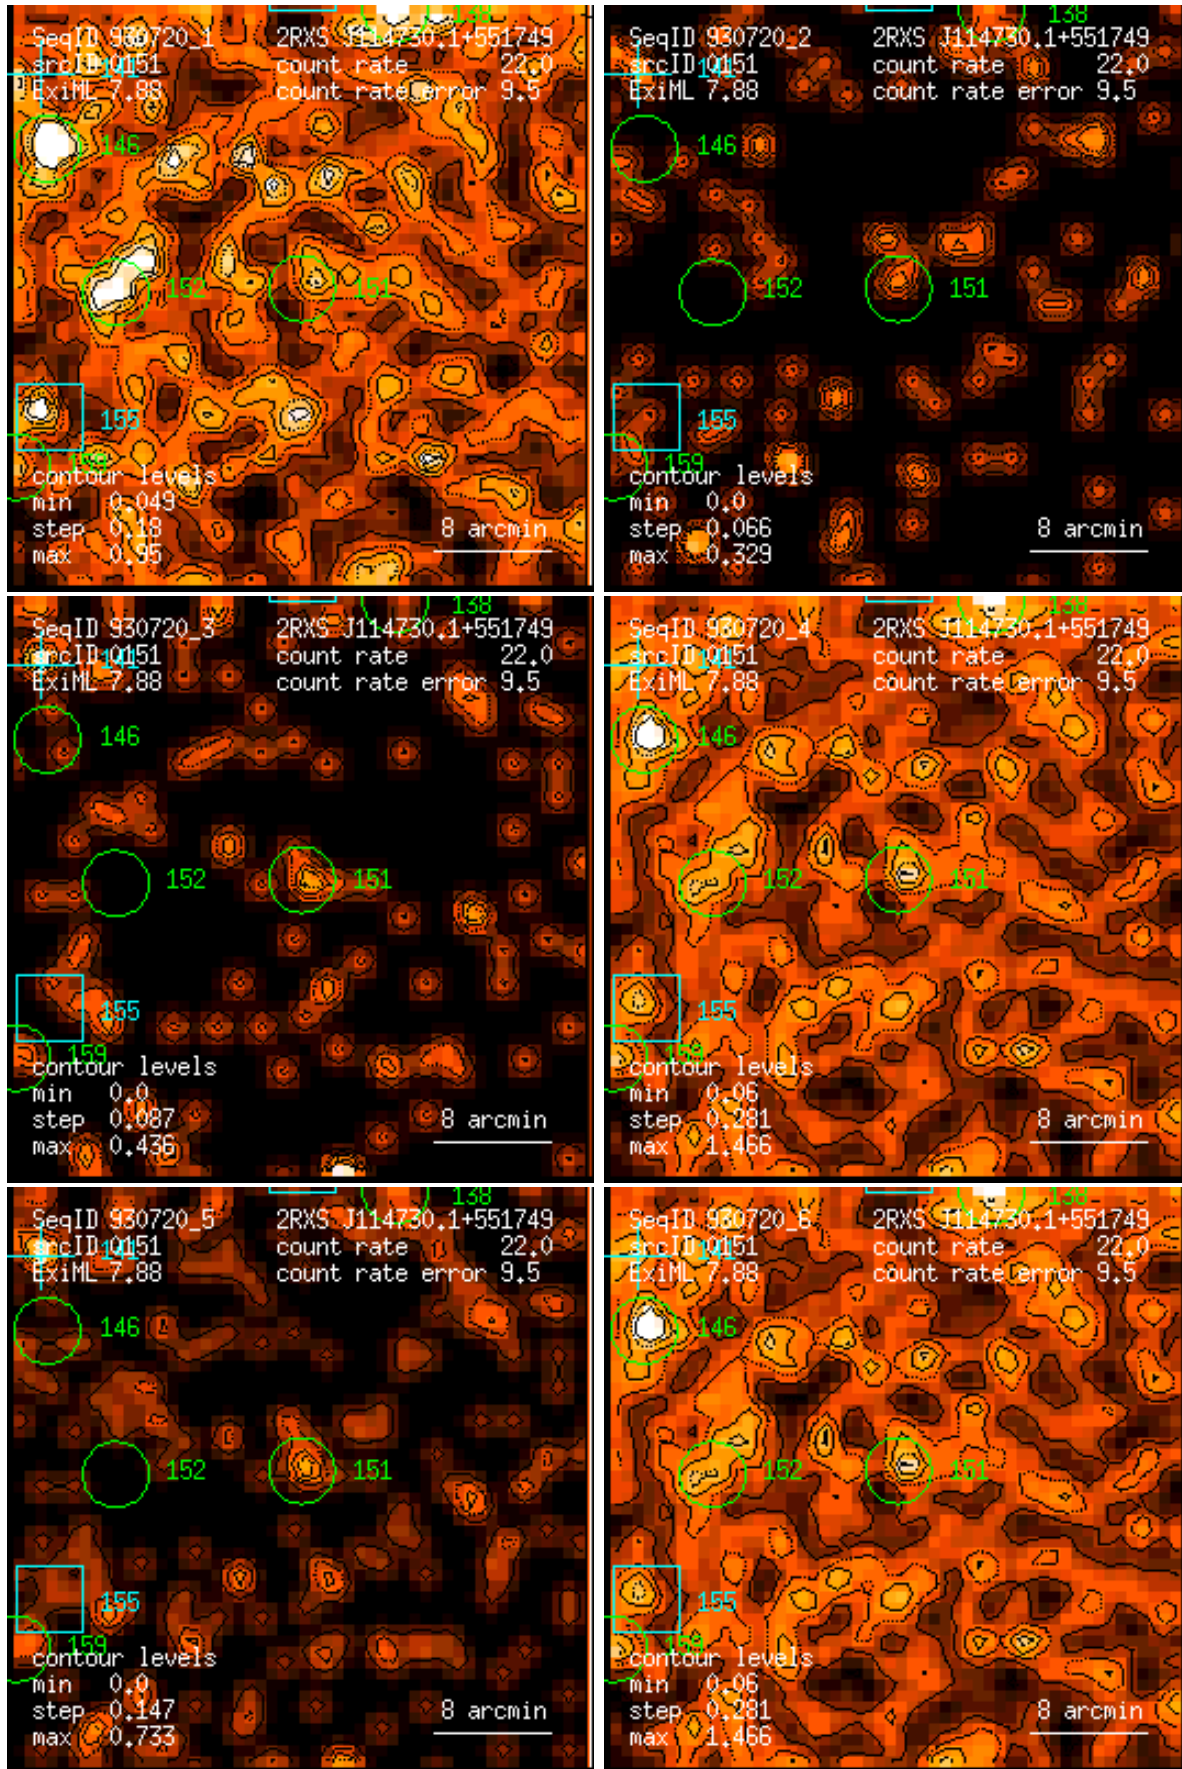 138
SeqID 930720_1 2RXS J114730.1+551749
srcID 0151 141 count rate 22.0
ExiML 7.88 count rate error 9.5
146
152 151
155
159
contour levels
min 0.049
step 0.18 8 arcmin
max 0.95
138
SeqID 930720_2 2RXS J114730.1+551749
srcID 0151 141 count rate 22.0
ExiML 7.88 count rate error 9.5
146
152 151
155
159
contour levels
min 0.0
step 0.066 8 arcmin
max 0.329
138
SeqID 930720_3 2RXS J114730.1+551749
srcID 0151 141 count rate 22.0
ExiML 7.88 count rate error 9.5
146
152 151
155
159
contour levels
min 0.0
step 0.087 8 arcmin
max 0.436
138
SeqID 930720_4 2RXS J114730.1+551749
srcID 0151 141 count rate 22.0
ExiML 7.88 count rate error 9.5
146
152 151
155
159
contour levels
min 0.06
step 0.281 8 arcmin
max 1.466
138
SeqID 930720_5 2RXS J114730.1+551749
srcID 0151 141 count rate 22.0
ExiML 7.88 count rate error 9.5
146
152 151
155
159
contour levels
min 0.0
step 0.147 8 arcmin
max 0.733
138
SeqID 930720_6 2RXS J114730.1+551749
srcID 0151 141 count rate 22.0
ExiML 7.88 count rate error 9.5
146
152 151
155
159
contour levels
min 0.06
step 0.281 8 arcmin
max 1.466